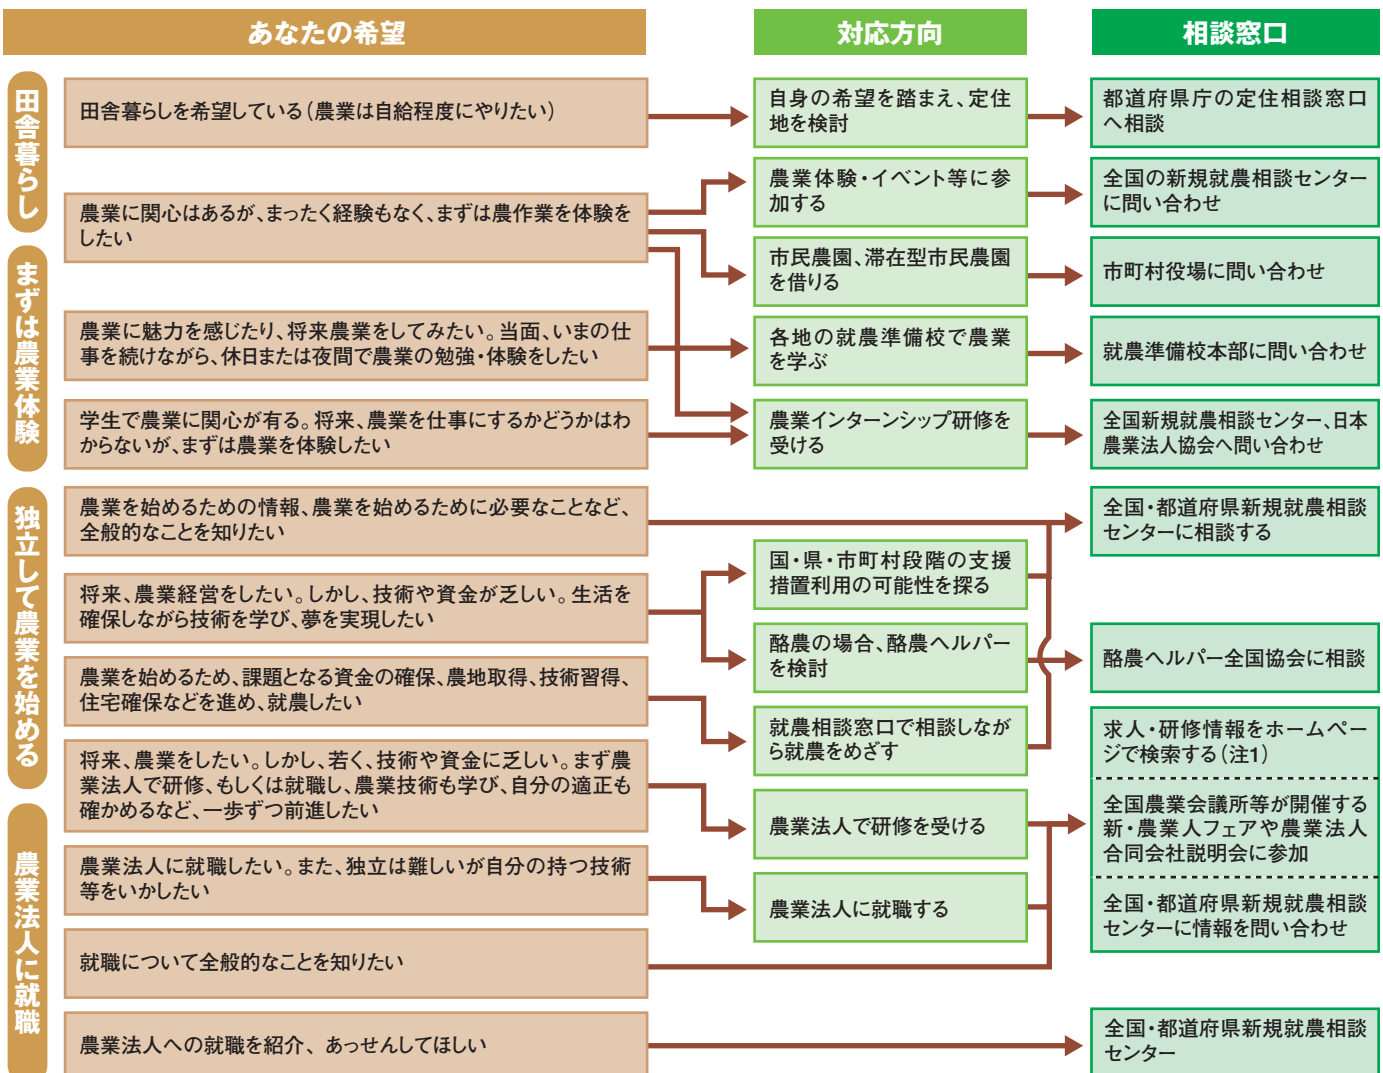 あなたの希望
対応方向
相談窓口
田舎暮らし
まずは農業体験
独立して農業を始める
農業法人に就職
田舎暮らしを希望している（農業は自給程度にやりたい）
自身の希望を踏まえ、定住
地を検討
都道府県庁の定住相談窓口
へ相談
農業に関心はあるが、まったく経験もなく、まずは農作業を体験を
したい
農業体験・イベント等に参
加する
全国の新規就農相談センター
に問い合わせ
市民農園、滞在型市民農園
を借りる
市町村役場に問い合わせ
農業に魅力を感じたり、将来農業をしてみたい。当面、いまの仕
事を続けながら、休日または夜間で農業の勉強・体験をしたい
各地の就農準備校で農業
を学ぶ
就農準備校本部に問い合わせ
学生で農業に関心が有る。将来、農業を仕事にするかどうかはわ
からないが、まずは農業を体験したい
農業インターンシップ研修を
受ける
全国新規就農相談センター、日本
農業法人協会へ問い合わせ
農業を始めるための情報、農業を始めるために必要なことなど、
全般的なことを知りたい
全国・都道府県新規就農相談
センターに相談する
将来、農業経営をしたい。しかし、技術や資金が乏しい。生活を
確保しながら技術を学び、夢を実現したい
国・県・市町村段階の支援
措置利用の可能性を探る
酪農の場合、酪農ヘルパー
を検討
酪農ヘルパー全国協会に相談
農業を始めるため、課題となる資金の確保、農地取得、技術習得、
住宅確保などを進め、就農したい
就農相談窓口で相談しなが
ら就農をめざす
将来、農業をしたい。しかし、若く、技術や資金に乏しい。まず農
業法人で研修、もしくは就職し、農業技術も学び、自分の適正も
確かめるなど、一歩ずつ前進したい
農業法人で研修を受ける
求人・研修情報をホームペー
ジで検索する（注1）
全国農業会議所等が開催する
新・農業人フェアや農業法人
合同会社説明会に参加
全国・都道府県新規就農相談
センターに情報を問い合わせ
農業法人に就職したい。また、独立は難しいが自分の持つ技術
等をいかしたい
農業法人に就職する
就職について全般的なことを知りたい
農業法人への就職を紹介、あっせんしてほしい
全国・都道府県新規就農相談
センター